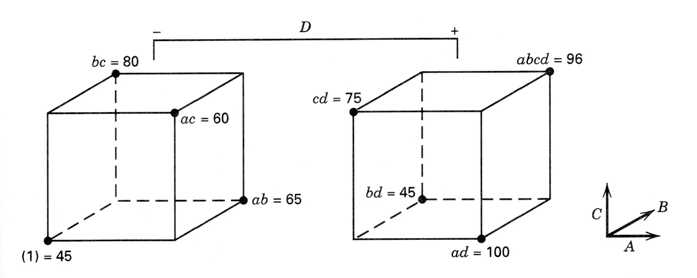 D
− +
bc = 80
abcd = 96
ac = 60
cd = 75
ab = 65
bd = 45
(1) = 45
ad = 100
C
B
A